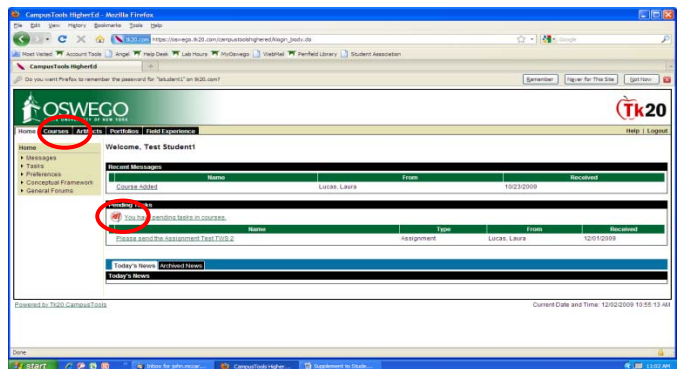 CampusTools HigherEd - Mozilla Firefox
File Edit View History Bookmarks Tools Help
tk20.com https://oswego.tk20.com/campustoolshighered/klogin_body.do
Google
Most Visited Account Tools Angel Help Desk Lab Hours MyOswego WebMail Penfield Library Student Association
CampusTools HigherEd
Do you want Firefox to remember the password for "tstudent1" on tk20.com? Remember Never for This Site Not Now
OSWEGO
STATE UNIVERSITY OF NEW YORK
Tk20
Home Courses Artifacts Portfolios Field Experience
Help | Logout
Home
Messages
Tasks
Preferences
Conceptual Framework
General Forums
Welcome, Test Student1
Recent Messages
Name From Received
Course Added Lucas, Laura 10/23/2009
Pending Tasks
You have pending tasks in courses.
Name Type From Received
Please send the Assignment Test TWS 2 Assignment Lucas, Laura 12/01/2009
Today's News Archived News
Today's News
Powered by Tk20 CampusTools
Current Date and Time: 12/02/2009 10:55:13 AM
Done
start Inbox for john.mccar... CampusTools Higher... Supplement to Stude... 11:02 AM